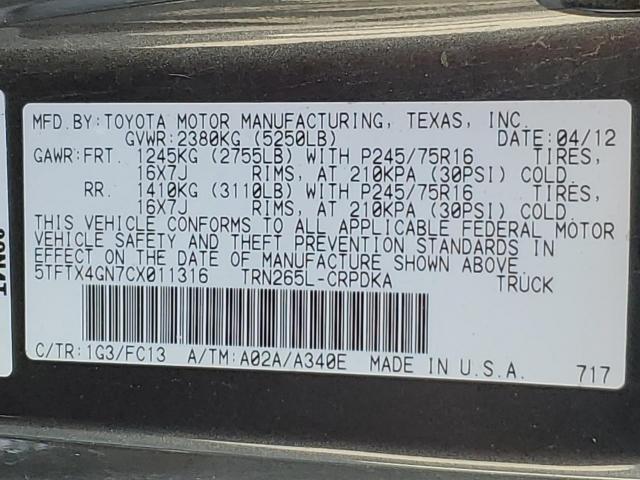 MFD.BY:TOYOTA MOTOR MANUFACTURING, TEXAS, INC.
GVWR:2380KG (5250LB) DATE:04/12
GAWR:FRT. 1245KG (2755LB) WITH P245/75R16 TIRES,
16X7J RIMS, AT 210KPA (30PSI) COLD.
RR. 1410KG (3110LB) WITH P245/75R16 TIRES,
16X7J RIMS, AT 210KPA (30PSI) COLD.
THIS VEHICLE CONFORMS TO ALL APPLICABLE FEDERAL MOTOR
VEHICLE SAFETY AND THEFT PREVENTION STANDARDS IN
EFFECT ON THE DATE OF MANUFACTURE SHOWN ABOVE.
5TFTX4GN7CX011316 TRN265L-CRPDKA TRUCK
C/TR:1G3/FC13 A/TM:A02A/A340E MADE IN U.S.A. 717